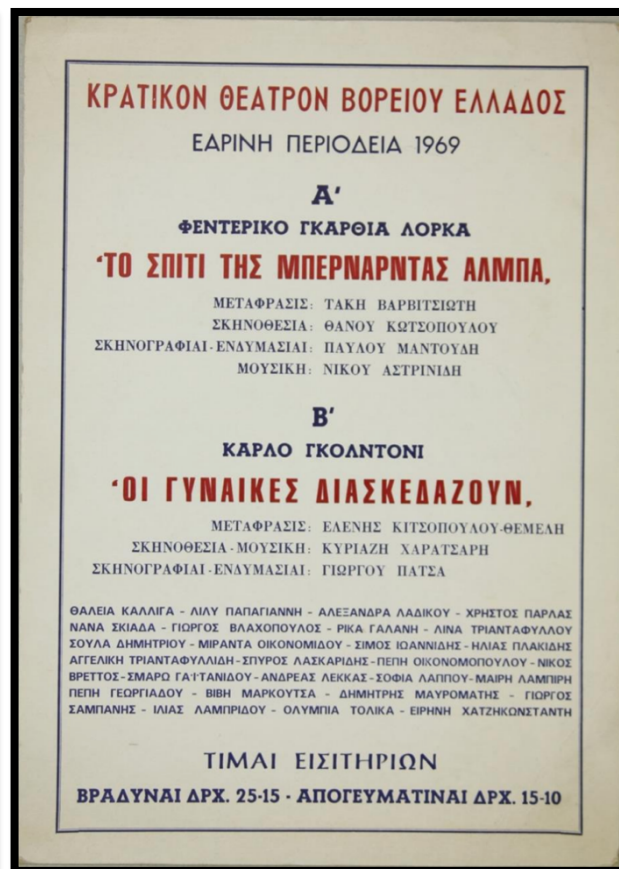 ΚΡΑΤΙΚΟΝ ΘΕΑΤΡΟΝ ΒΟΡΕΙΟΥ ΕΛΛΑΔΟΣ
ΕΑΡΙΝΗ ΠΕΡΙΟΔΕΙΑ 1969
Α'
ΦΕΝΤΕΡΙΚΟ ΓΚΑΡΘΙΑ ΛΟΡΚΑ
‘ΤΟ ΣΠΙΤΙ ΤΗΣ ΜΠΕΡΝΑΡΝΤΑΣ ΑΛΜΠΑ,
ΜΕΤΑΦΡΑΣΙΣ: ΤΑΚΗ ΒΑΡΒΙΤΣΙΩΤΗ
ΣΚΗΝΟΘΕΣΙΑ: ΘΑΝΟΥ ΚΩΤΣΟΠΟΥΛΟΥ
ΣΚΗΝΟΓΡΑΦΙΑΙ-ΕΝΔΥΜΑΣΙΑΙ: ΠΑΥΛΟΥ ΜΑΝΤΟΥΔΗ
ΜΟΥΣΙΚΗ: ΝΙΚΟΥ ΑΣΤΡΙΝΙΔΗ
Β'
ΚΑΡΛΟ ΓΚΟΛΝΤΟΝΙ
‘ΟΙ ΓΥΝΑΙΚΕΣ ΔΙΑΣΚΕΔΑΖΟΥΝ,
ΜΕΤΑΦΡΑΣΙΣ: ΕΛΕΝΗΣ ΚΙΤΣΟΠΟΥΛΟΥ-ΘΕΜΕΛΗ
ΣΚΗΝΟΘΕΣΙΑ-ΜΟΥΣΙΚΗ: ΚΥΡΙΑΖΗ ΧΑΡΑΤΣΑΡΗ
ΣΚΗΝΟΓΡΑΦΙΑΙ-ΕΝΔΥΜΑΣΙΑΙ: ΓΙΩΡΓΟΥ ΠΑΤΣΑ
ΘΑΛΕΙΑ ΚΑΛΛΙΓΑ - ΛΙΛΥ ΠΑΠΑΓΙΑΝΝΗ - ΑΛΕΞΑΝΔΡΑ ΛΑΔΙΚΟΥ - ΧΡΗΣΤΟΣ ΠΑΡΛΑΣ
ΝΑΝΑ ΣΚΙΑΔΑ - ΓΙΩΡΓΟΣ ΒΛΑΧΟΠΟΥΛΟΣ - ΡΙΚΑ ΓΑΛΑΝΗ - ΛΙΝΑ ΤΡΙΑΝΤΑΦΥΛΛΟΥ
ΣΟΥΛΑ ΔΗΜΗΤΡΙΟΥ - ΜΙΡΑΝΤΑ ΟΙΚΟΝΟΜΙΔΟΥ - ΣΙΜΟΣ ΙΩΑΝΝΙΔΗΣ - ΗΛΙΑΣ ΠΛΑΚΙΔΗΣ
ΑΓΓΕΛΙΚΗ ΤΡΙΑΝΤΑΦΥΛΛΙΔΗ - ΣΠΥΡΟΣ ΛΑΣΚΑΡΙΔΗΣ - ΠΕΠΗ ΟΙΚΟΝΟΜΟΠΟΥΛΟΥ - ΝΙΚΟΣ
ΒΡΕΤΤΟΣ - ΣΜΑΡΩ ΓΑΪΤΑΝΙΔΟΥ - ΑΝΔΡΕΑΣ ΛΕΚΚΑΣ - ΣΟΦΙΑ ΛΑΠΠΟΥ - ΜΑΙΡΗ ΛΑΜΠΙΡΗ
ΠΕΠΗ ΓΕΩΡΓΙΑΔΟΥ - ΒΙΒΗ ΜΑΡΚΟΥΤΣΑ - ΔΗΜΗΤΡΗΣ ΜΑΥΡΟΜΑΤΗΣ - ΓΙΩΡΓΟΣ
ΣΑΜΠΑΝΗΣ - ΙΛΙΑΣ ΛΑΜΠΡΙΔΟΥ - ΟΛΥΜΠΙΑ ΤΟΛΙΚΑ - ΕΙΡΗΝΗ ΧΑΤΖΗΚΩΝΣΤΑΝΤΗ
ΤΙΜΑΙ ΕΙΣΙΤΗΡΙΩΝ
ΒΡΑΔΥΝΑΙ ΔΡΧ. 25-15 - ΑΠΟΓΕΥΜΑΤΙΝΑΙ ΔΡΧ. 15-10